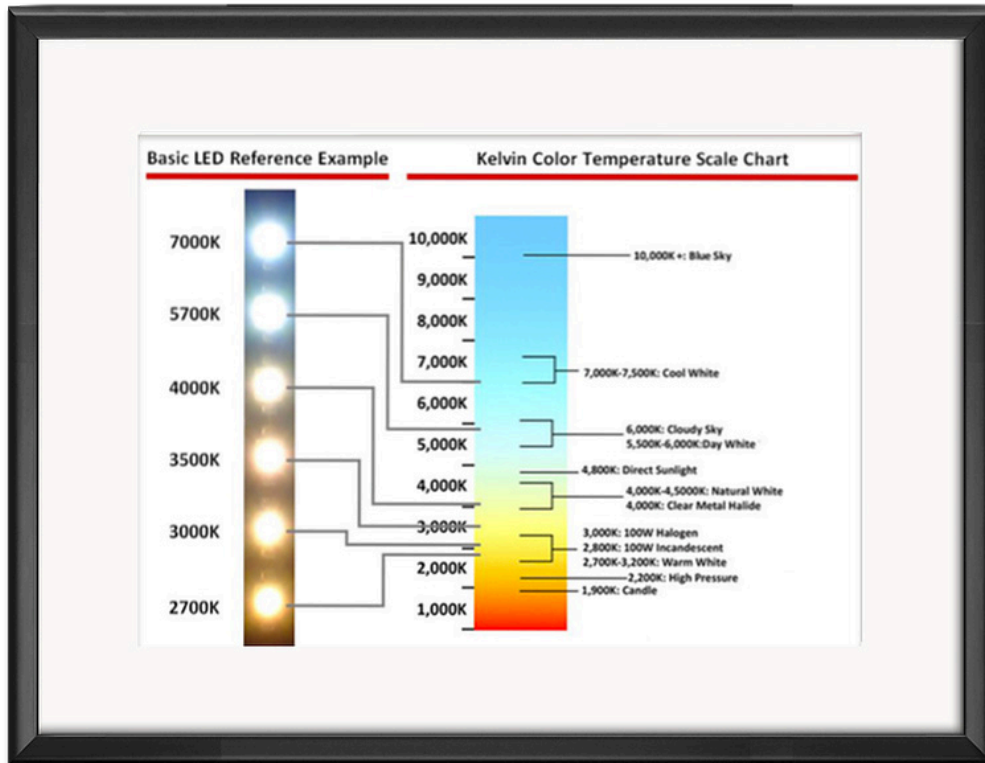 Basic LED Reference Example
Kelvin Color Temperature Scale Chart
7000K
5700K
4000K
3500K
3000K
2700K
10,000K
9,000K
8,000K
7,000K
6,000K
5,000K
4,000K
3,000K
2,000K
1,000K
10,000K+: Blue Sky
7,000K-7,500K: Cool White
6,000K: Cloudy Sky
5,500K-6,000K:Day White
4,800K: Direct Sunlight
4,000K-4,5000K: Natural White
4,000K: Clear Metal Halide
3,000K: 100W Halogen
2,800K: 100W Incandescent
2,700K-3,200K: Warm White
2,200K: High Pressure
1,900K: Candle